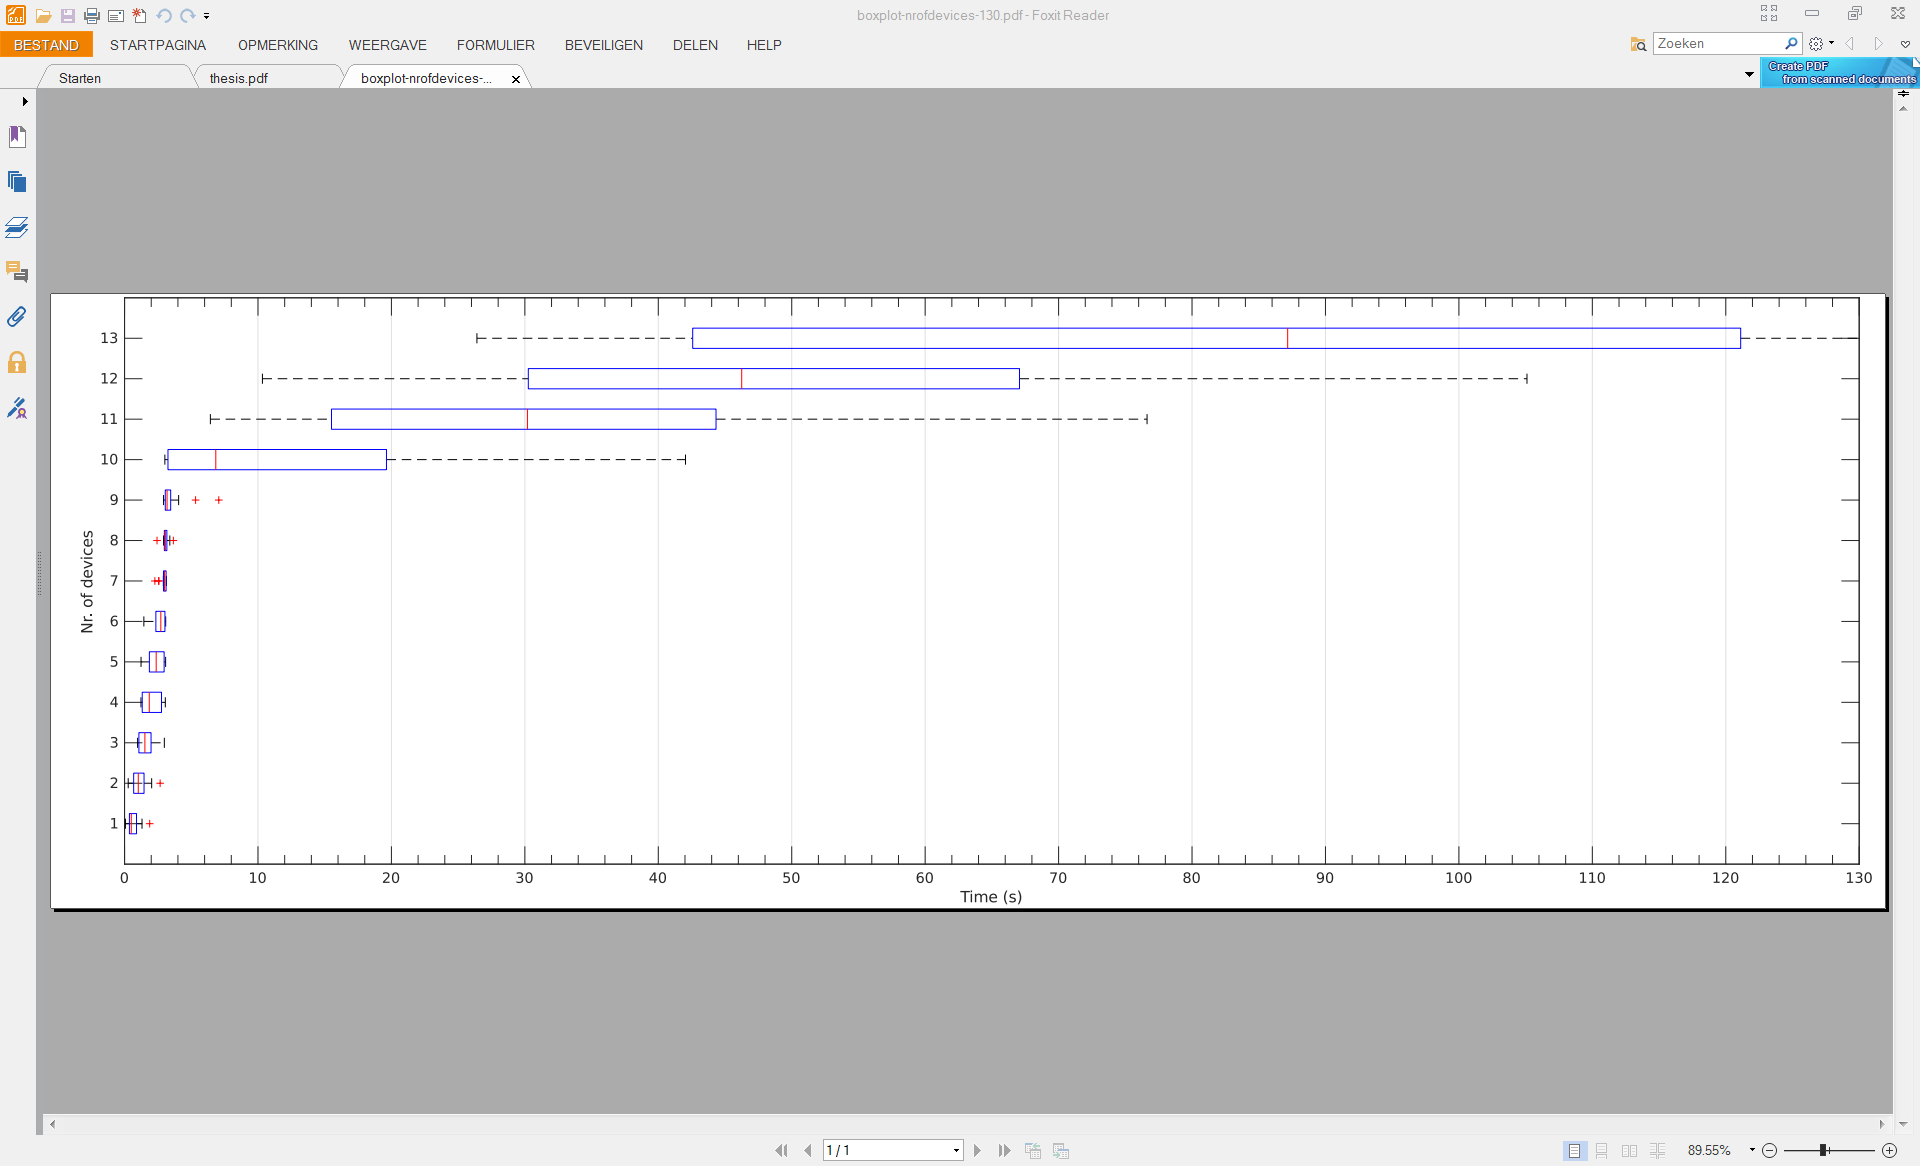 boxplot-nrofdevices-130.pdf - Foxit Reader
BESTAND STARTPAGINA OPMERKING WEERGAVE FORMULIER BEVEILIGEN DELEN HELP Zoeken
Starten thesis.pdf boxplot-nrofdevices-...
Create PDF
from scanned documents
13
12
11
10
9
8
7
6
5
4
3
2
1
Nr. of devices
0 10 20 30 40 50 60 70 80 90 100 110 120 130
Time (s)
1 / 1 89.55%